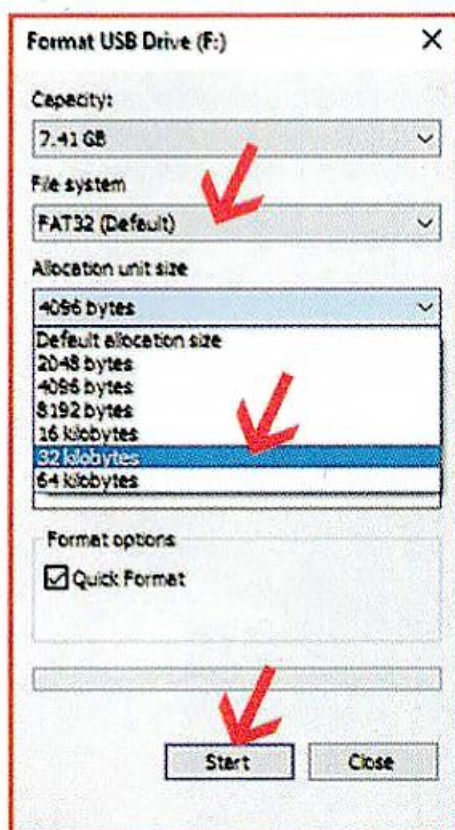 Format USB Drive (F:)
Capacity:
7.41 GB
File system
FAT32 (Default)
Allocation unit size
4096 bytes
Default allocation size
2048 bytes
4096 bytes
8192 bytes
16 kilobytes
32 kilobytes
64 kilobytes
Format options
Quick Format
Start
Close